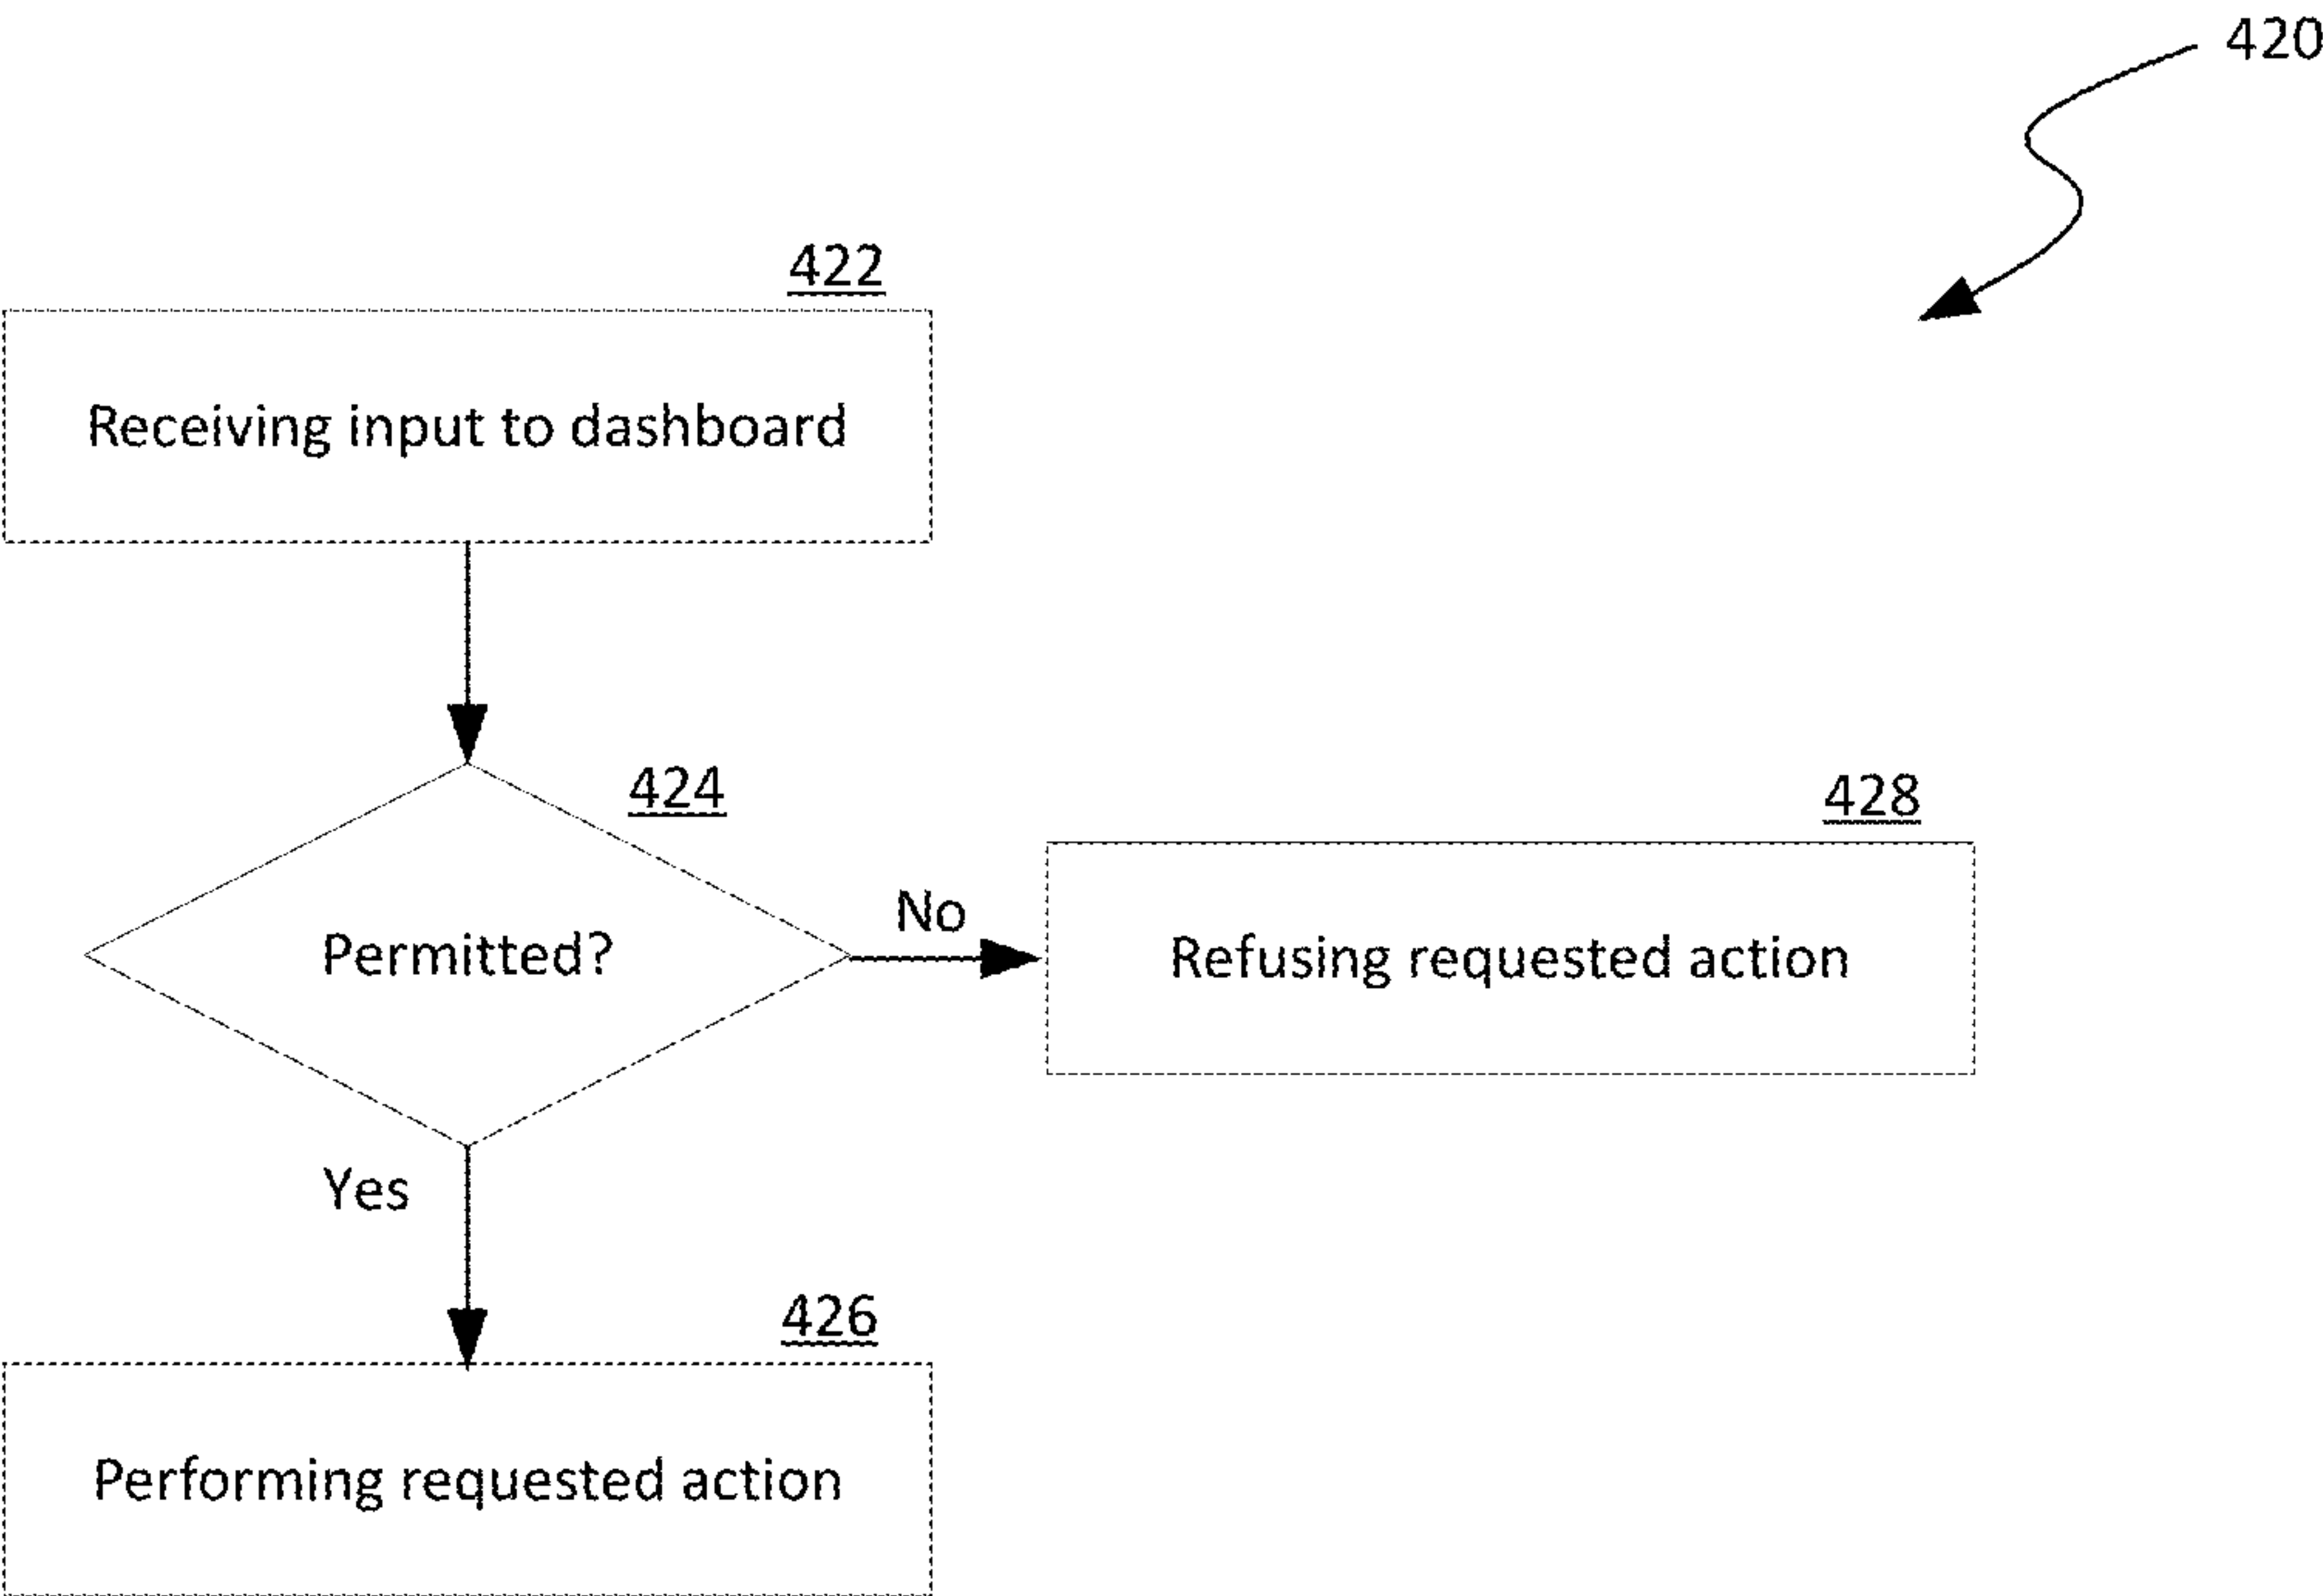 420
422
Receiving input to dashboard
424
428
No
Permitted?
Refusing requested action
Yes
426
Performing requested action